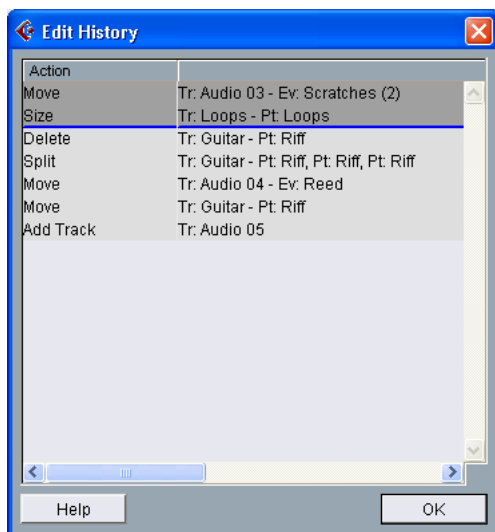 Edit History
Action
Move Tr: Audio 03 - Ev: Scratches (2)
Size Tr: Loops - Pt: Loops
Delete Tr: Guitar - Pt: Riff
Split Tr: Guitar - Pt: Riff, Pt: Riff, Pt: Riff
Move Tr: Audio 04 - Ev: Reed
Move Tr: Guitar - Pt: Riff
Add Track Tr: Audio 05
Help OK